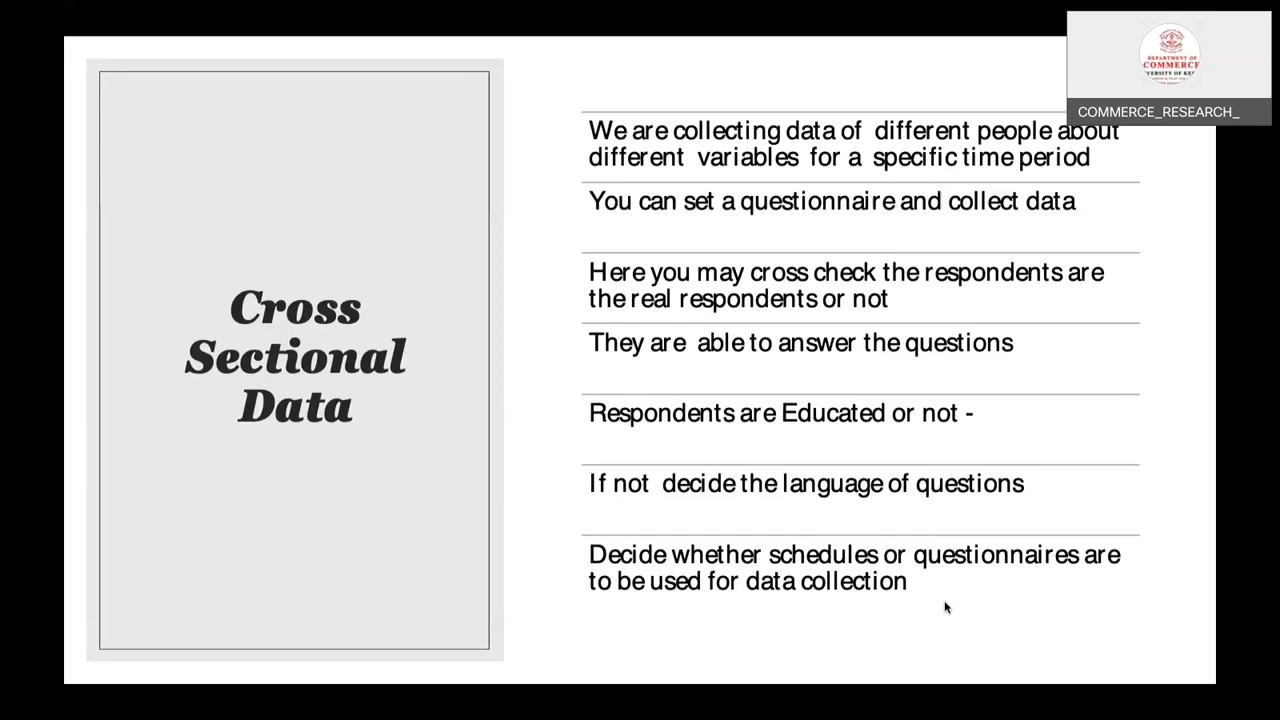 DEPARTMENT OF
COMMERCE
COMMERCE_RESEARCH_
We are collecting data of different people about
different variables for a specific time period
You can set a questionnaire and collect data
Here you may cross check the respondents are
the real respondents or not
They are able to answer the questions
Respondents are Educated or not -
If not decide the language of questions
Decide whether schedules or questionnaires are
to be used for data collection
Cross
Sectional
Data